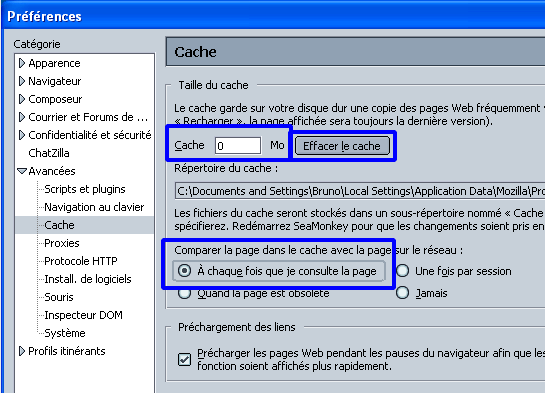 Préférences
Catégorie
Apparence
Navigateur
Composeur
Courrier et Forums de ...
Confidentialité et sécurité
ChatZilla
Avancées
Scripts et plugins
Navigation au clavier
Cache
Proxies
Protocole HTTP
Install. de logiciels
Souris
Inspecteur DOM
Système
Profils itinérants
Cache
Taille du cache
Le cache garde sur votre disque dur une copie des pages Web fréquemment
« Recharger », la page affichée sera toujours la dernière version).
Cache 0 Mo Effacer le cache
Répertoire du cache :
C:\Documents and Settings\Bruno\Local Settings\Application Data\Mozilla\Pro
Les fichiers du cache seront stockés dans un sous-répertoire nommé « Cache
spécifierez. Redémarrez SeaMonkey pour que les changements soient pris en
Comparer la page dans le cache avec la page sur le réseau :
À chaque fois que je consulte la page Une fois par session
Quand la page est obsolète Jamais
Préchargement des liens
Précharger les pages Web pendant les pauses du navigateur afin que les
fonction soient affichés plus rapidement.